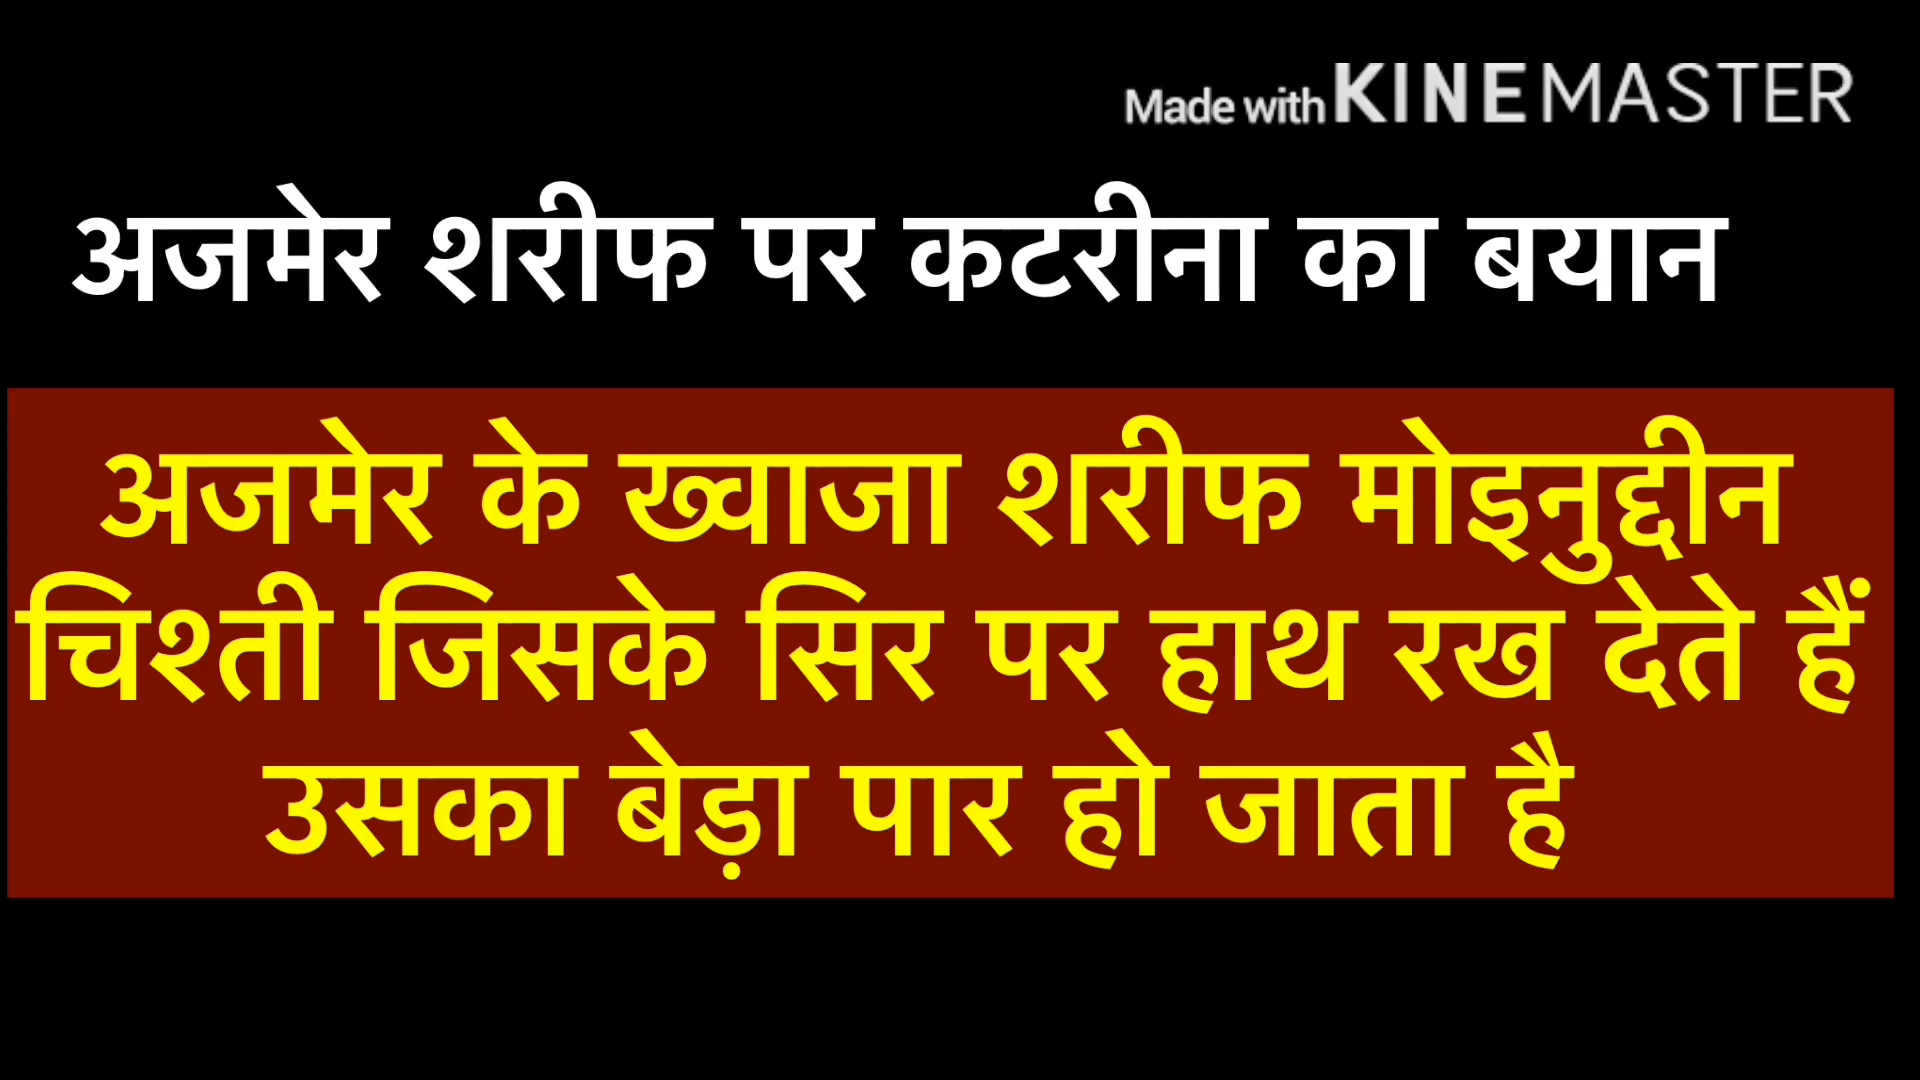 Made with KINEMASTER
अजमेर शरीफ पर कटरीना का बयान
अजमेर के ख्वाजा शरीफ मोइनुद्दीन
चिश्ती जिसके सिर पर हाथ रख देते हैं
उसका बेड़ा पार हो जाता है